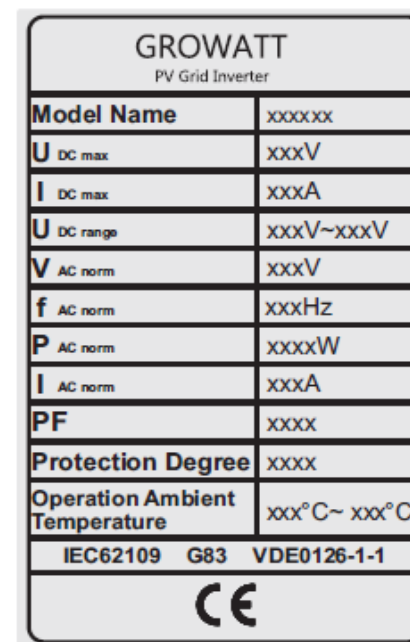 GROWATT
PV Grid Inverter
Model Name xxxxxx
U DC max xxxV
I DC max xxxA
U DC range xxxV~xxxV
V AC norm xxxV
f AC norm xxxHz
P AC norm xxxxW
I AC norm xxxA
PF xxxx
Protection Degree xxxx
Operation Ambient
Temperature xxx°C~ xxx°C
IEC62109 G83 VDE0126-1-1
CE